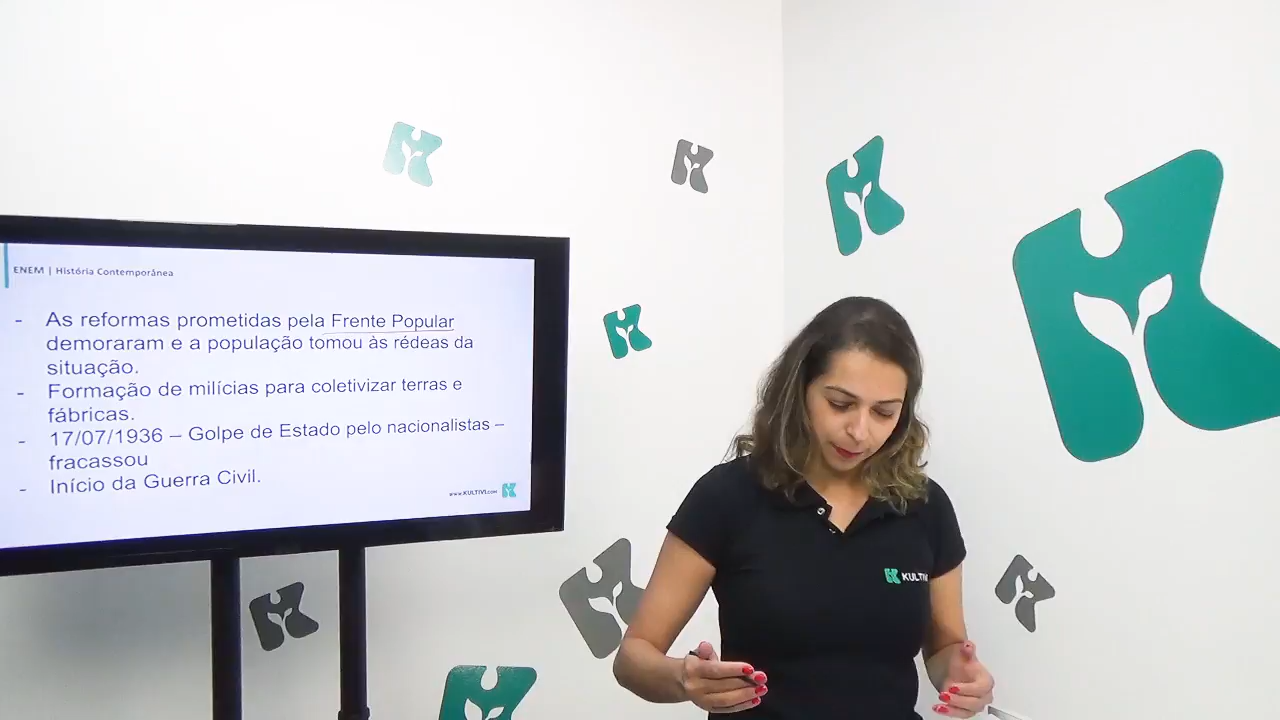 ENEM | História Contemporânea
- As reformas prometidas pela Frente Popular
demoraram e a população tomou às rédeas da
situação.
- Formação de milícias para coletivizar terras e
fábricas.
- 17/07/1936 – Golpe de Estado pelo nacionalistas –
fracassou
- Início da Guerra Civil.
www.KULTIVI.com
KULTIVI